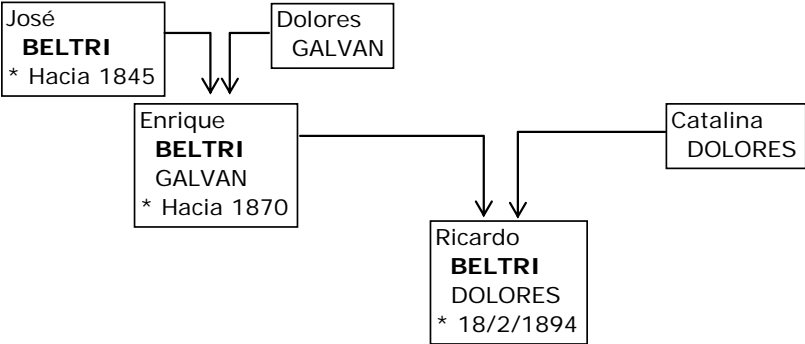 José
BELTRI
* Hacia 1845
Dolores
GALVAN
Enrique
BELTRI
GALVAN
* Hacia 1870
Catalina
DOLORES
Ricardo
BELTRI
DOLORES
* 18/2/1894